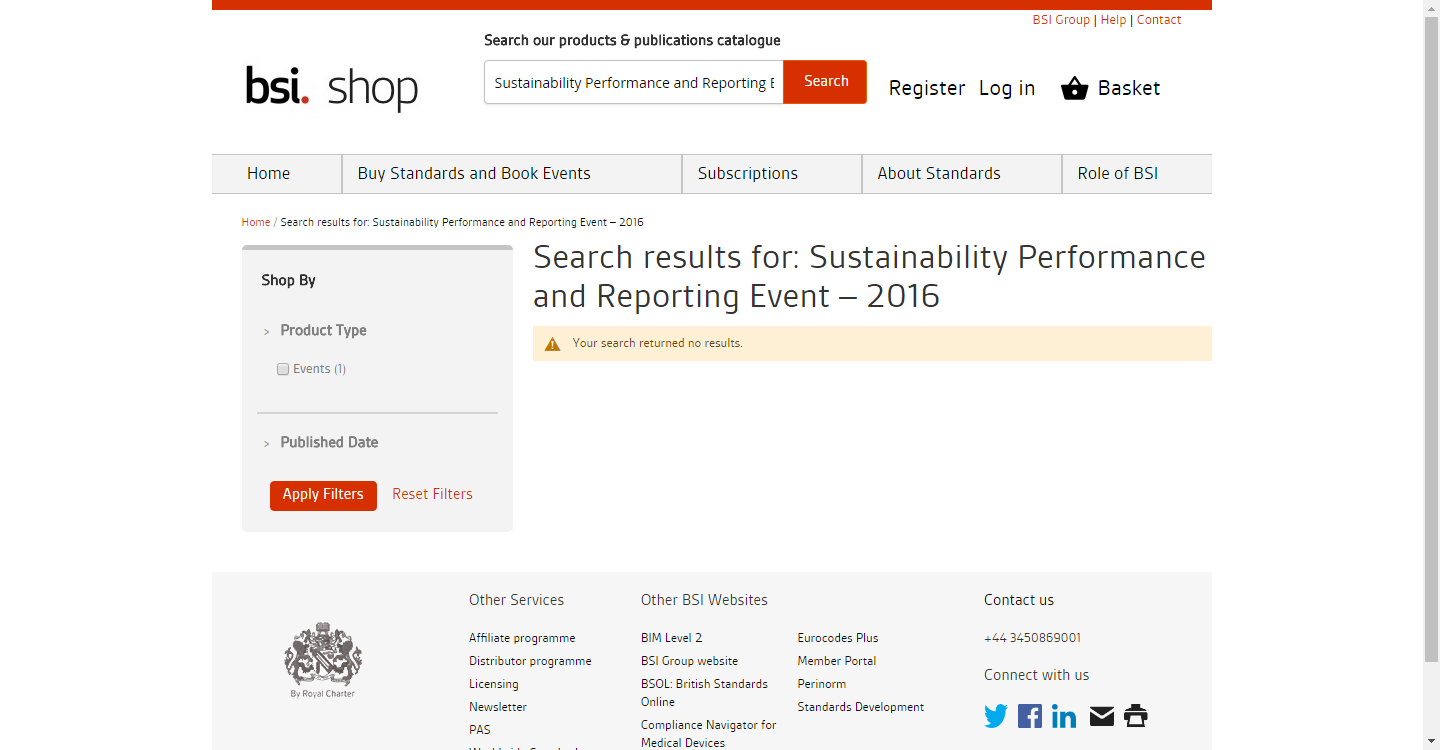 BSI Group | Help | Contact
Search our products & publications catalogue
bsi. shop
Sustainability Performance and Reporting E
Search
Register Log in Basket
Home
Buy Standards and Book Events
Subscriptions
About Standards
Role of BSI
Home / Search results for: Sustainability Performance and Reporting Event – 2016
Shop By
> Product Type
Events (1)
> Published Date
Apply Filters
Reset Filters
Search results for: Sustainability Performance
and Reporting Event – 2016
Your search returned no results.
By Royal Charter
Other Services
Affiliate programme
Distributor programme
Licensing
Newsletter
PAS
Other BSI Websites
BIM Level 2
BSI Group website
BSOL: British Standards
Online
Compliance Navigator for
Medical Devices
Eurocodes Plus
Member Portal
Perinorm
Standards Development
Contact us
+44 3450869001
Connect with us